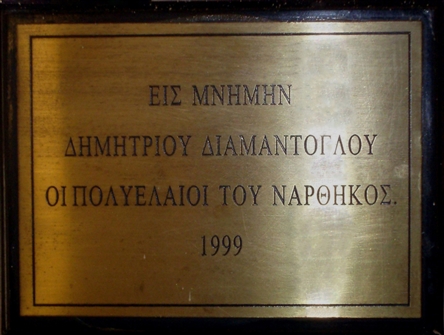 ΕΙΣ ΜΝΗΜΗΝ
ΔΗΜΗΤΡΙΟΥ ΔΙΑΜΑΝΤΟΓΛΟΥ
ΟΙ ΠΟΛΥΕΛΑΙΟΙ ΤΟΥ ΝΑΡΘΗΚΟΣ.
1999